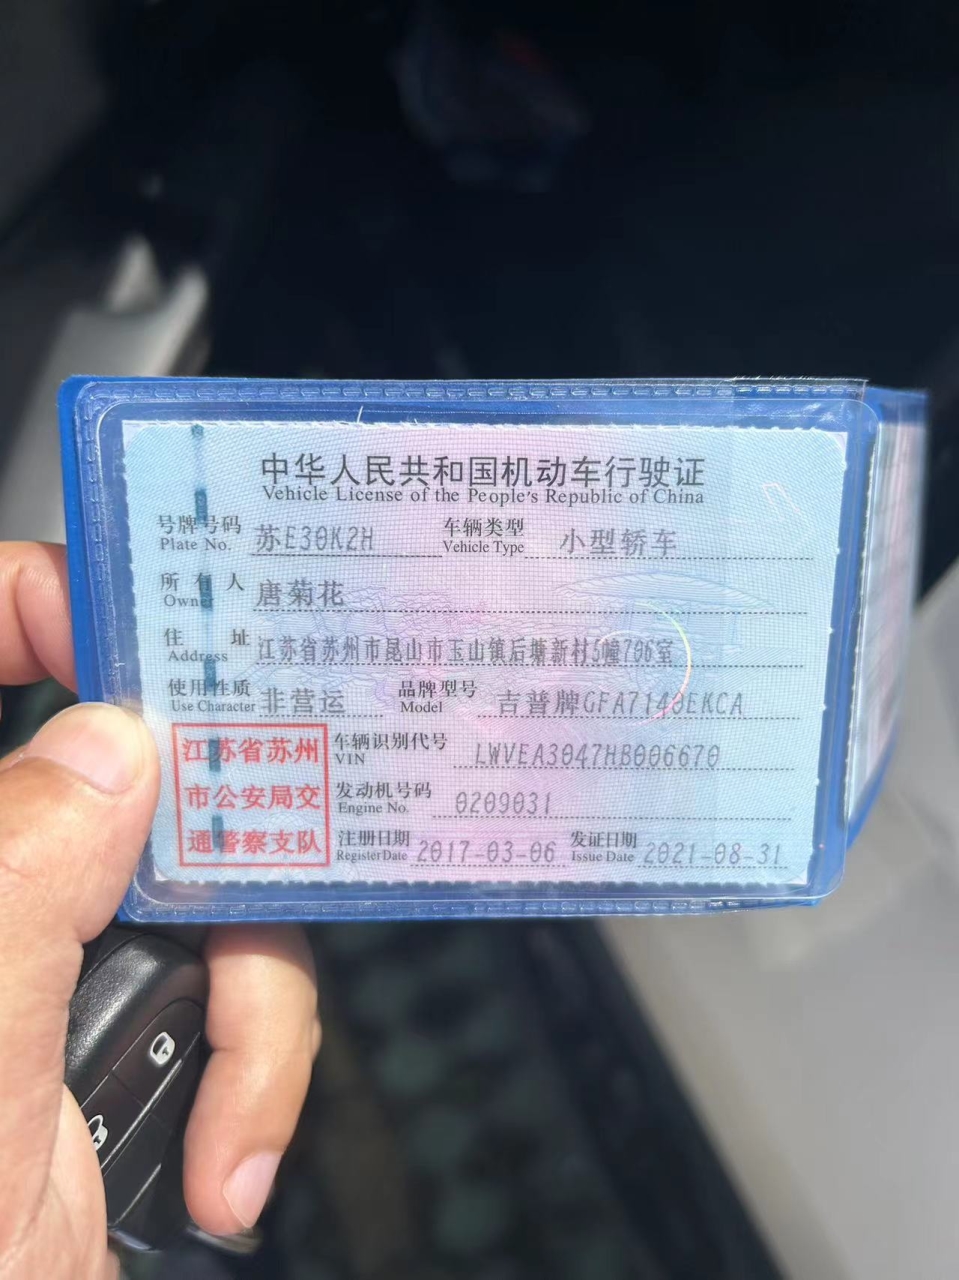 中华人民共和国机动车行驶证
Vehicle License of the People's Republic of China
号牌号码 苏E30K2H 车辆类型 小型轿车
Plate No. Vehicle Type
所有人 唐菊花
Owner
住址 江苏省苏州市昆山市玉山镇后塘新村5幢706室
Address
使用性质 非营运 品牌型号 吉普牌GFA7140EKCA
Use Character Model
江苏省苏州
市公安局交
通警察支队
车辆识别代号 LWVEA3047HB006670
VIN
发动机号码 0209031
Engine No.
注册日期 2017-03-06 发证日期 2021-08-31
Register Date Issue Date